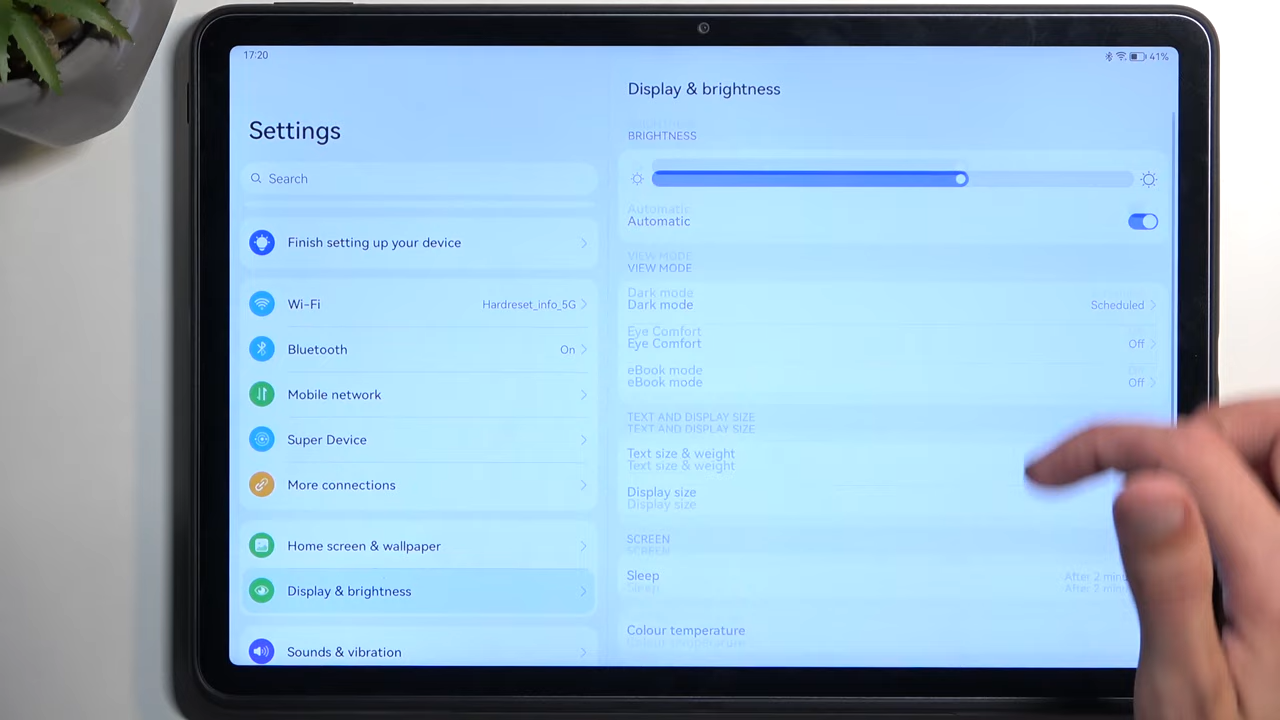 17:20
41%
Settings
Search
Finish setting up your device
Wi-Fi Hardreset_info_5G
Bluetooth On
Mobile network
Super Device
More connections
Home screen & wallpaper
Display & brightness
Sounds & vibration
Display & brightness
BRIGHTNESS
Automatic
VIEW MODE
Dark mode Scheduled
Eye Comfort Off
eBook mode Off
TEXT AND DISPLAY SIZE
Text size & weight
Display size
SCREEN
Sleep After 2
Colour temperature